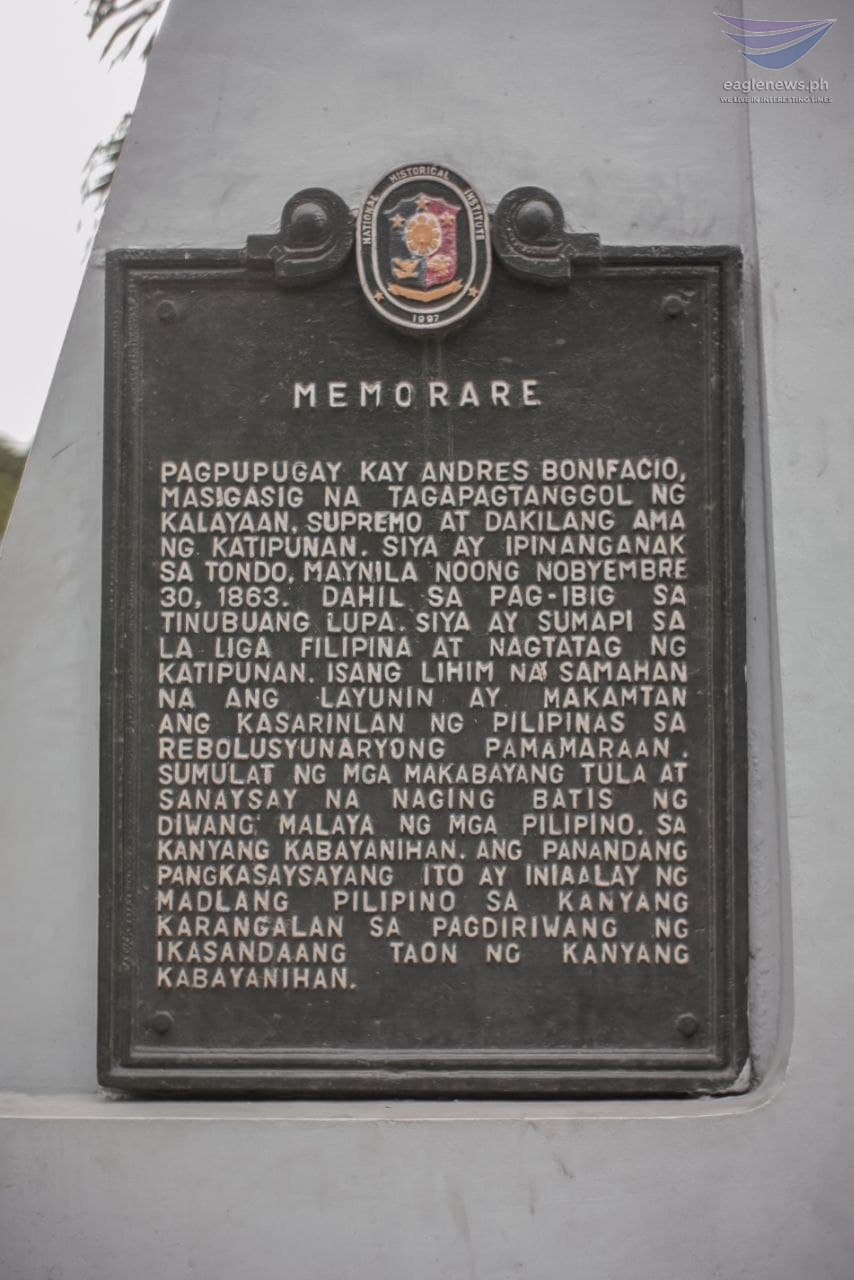 eaglenews.ph
WE LIVE IN INTERESTING TIMES
NATIONAL HISTORICAL INSTITUTE
1997
MEMORARE
PAGPUPUGAY KAY ANDRES BONIFACIO,
MASIGASIG NA TAGAPAGTANGGOL NG
KALAYAAN, SUPREMO AT DAKILANG AMA
NG KATIPUNAN. SIYA AY IPINANGANAK
SA TONDO, MAYNILA NOONG NOBYEMBRE
30, 1863. DAHIL SA PAG-IBIG SA
TINUBUANG LUPA. SIYA AY SUMAPI SA
LA LIGA FILIPINA AT NAGTATAG NG
KATIPUNAN. ISANG LIHIM NA SAMAHAN
NA ANG LAYUNIN AY MAKAMTAN
ANG KASARINLAN NG PILIPINAS SA
REBOLUSYUNARYONG PAMAMARAAN.
SUMULAT NG MGA MAKABAYANG TULA AT
SANAYSAY NA NAGING BATIS NG
DIWANG MALAYA NG MGA PILIPINO. SA
KANYANG KABAYANIHAN. ANG PANANDANG
PANGKASAYSAYANG ITO AY INIAALAY NG
MADLANG PILIPINO SA KANYANG
KARANGALAN SA PAGDIRIWANG NG
IKASANDAANG TAON NG KANYANG
KABAYANIHAN.